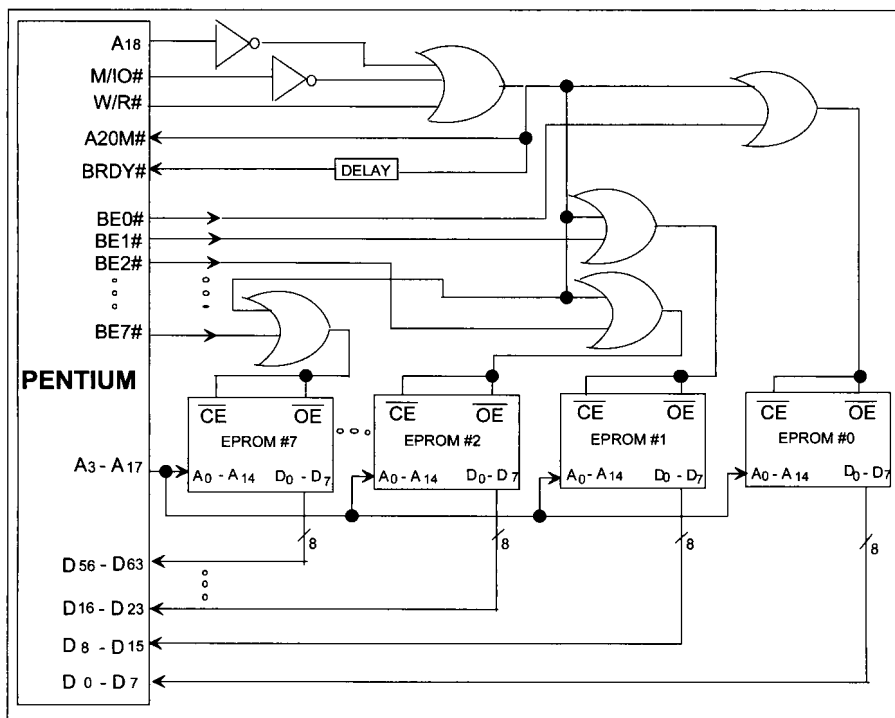 A18
M/IO#
W/R#
A20M#
BRDY#
DELAY
BE0#
BE1#
BE2#
BE7#
PENTIUM
CE OE
EPROM #7
A0 - A14 D0 - D7
CE OE
EPROM #2
A0 - A14 D0 - D7
CE OE
EPROM #1
A0 - A14 D0 - D7
CE OE
EPROM #0
A0 - A14 D0 - D7
A3 - A17
8
8
8
8
D56 - D63
D16 - D23
D8 - D15
D0 - D7